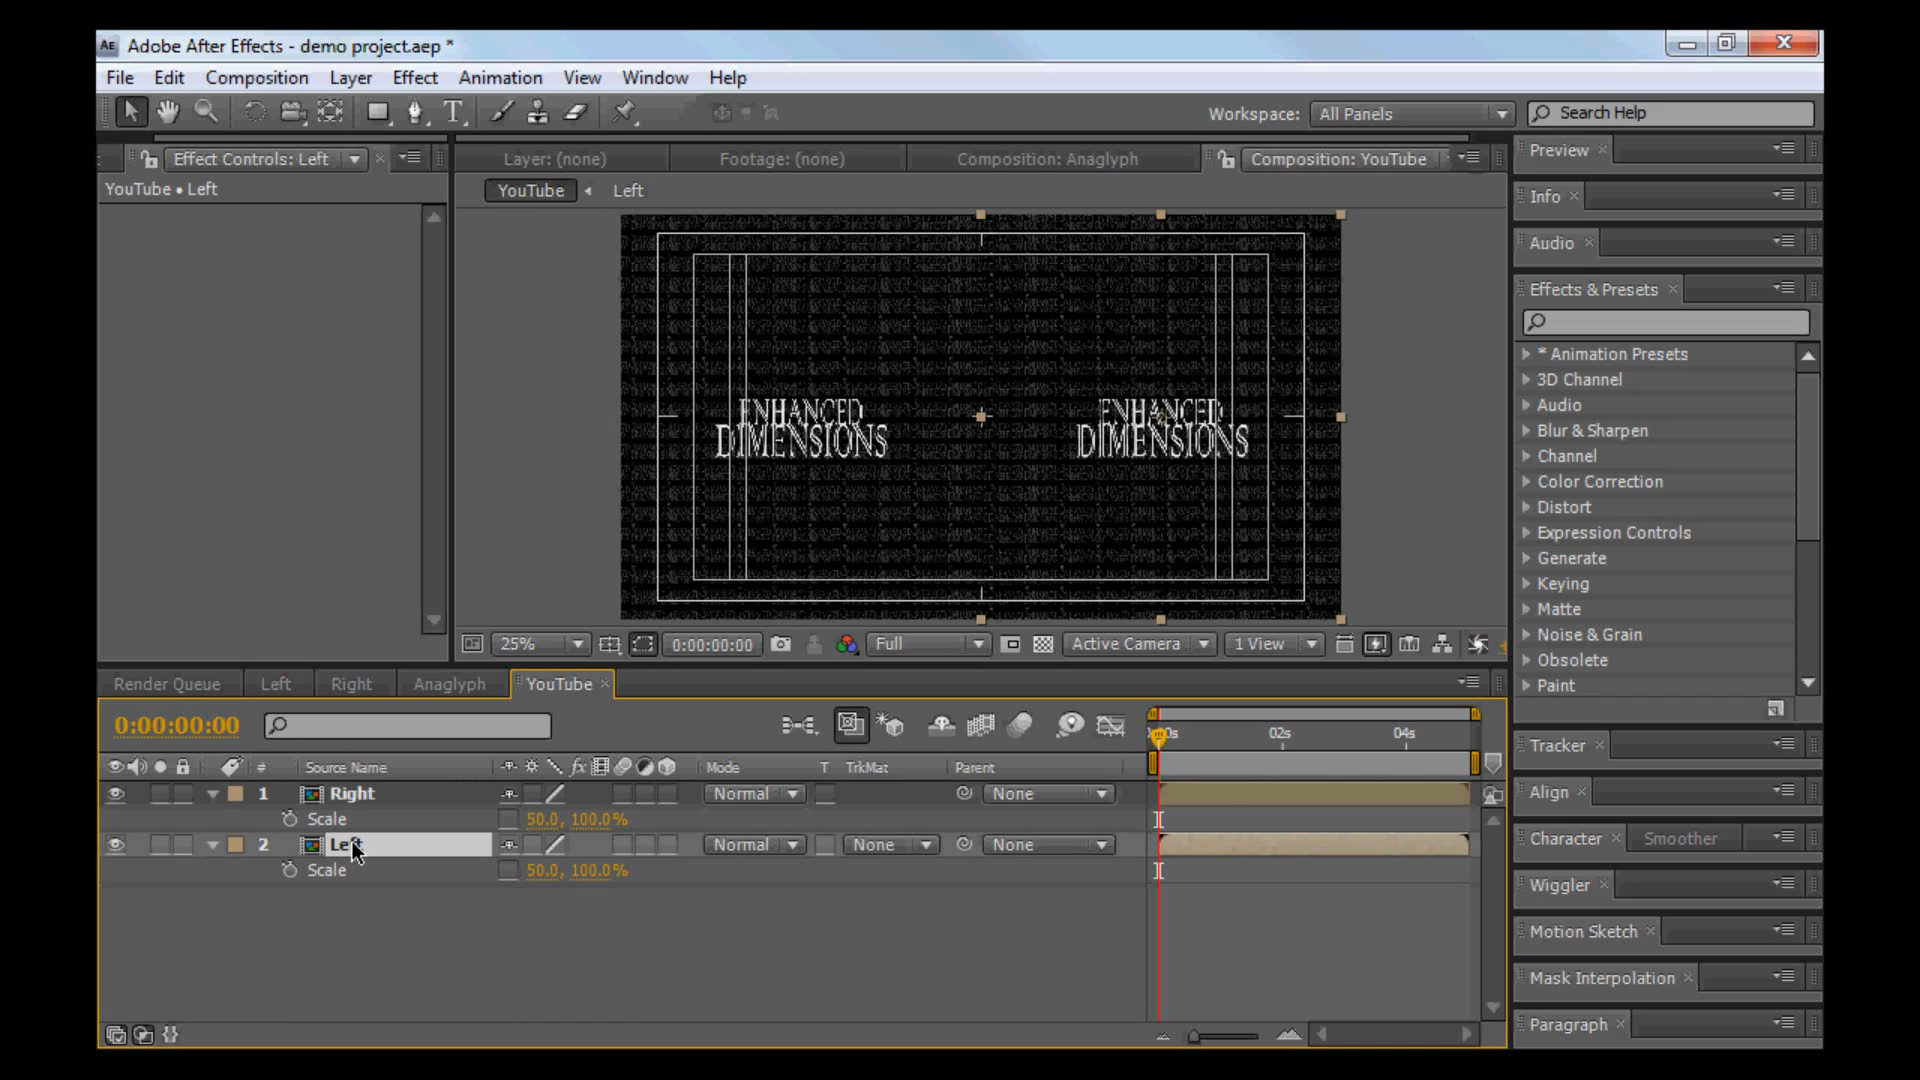 AE Adobe After Effects - demo project.aep *
File Edit Composition Layer Effect Animation View Window Help
T Workspace: All Panels Search Help
Effect Controls: Left Layer: (none) Footage: (none) Composition: Anaglyph Composition: YouTube
YouTube • Left
YouTube Left
ENHANCED
DIMENSIONS
ENHANCED
DIMENSIONS
25% 0:00:00:00 Full Active Camera 1 View
Preview
Info
Audio
Effects & Presets
* Animation Presets
3D Channel
Audio
Blur & Sharpen
Channel
Color Correction
Distort
Expression Controls
Generate
Keying
Matte
Noise & Grain
Obsolete
Paint
Tracker
Align
Character Smoother
Wiggler
Motion Sketch
Mask Interpolation
Paragraph
Render Queue Left Right Anaglyph YouTube
0:00:00:00
02s 04s
# Source Name fx Mode T TrkMat Parent
1 Right Normal None
Scale 50.0, 100.0%
2 Left Normal None None
Scale 50.0, 100.0%